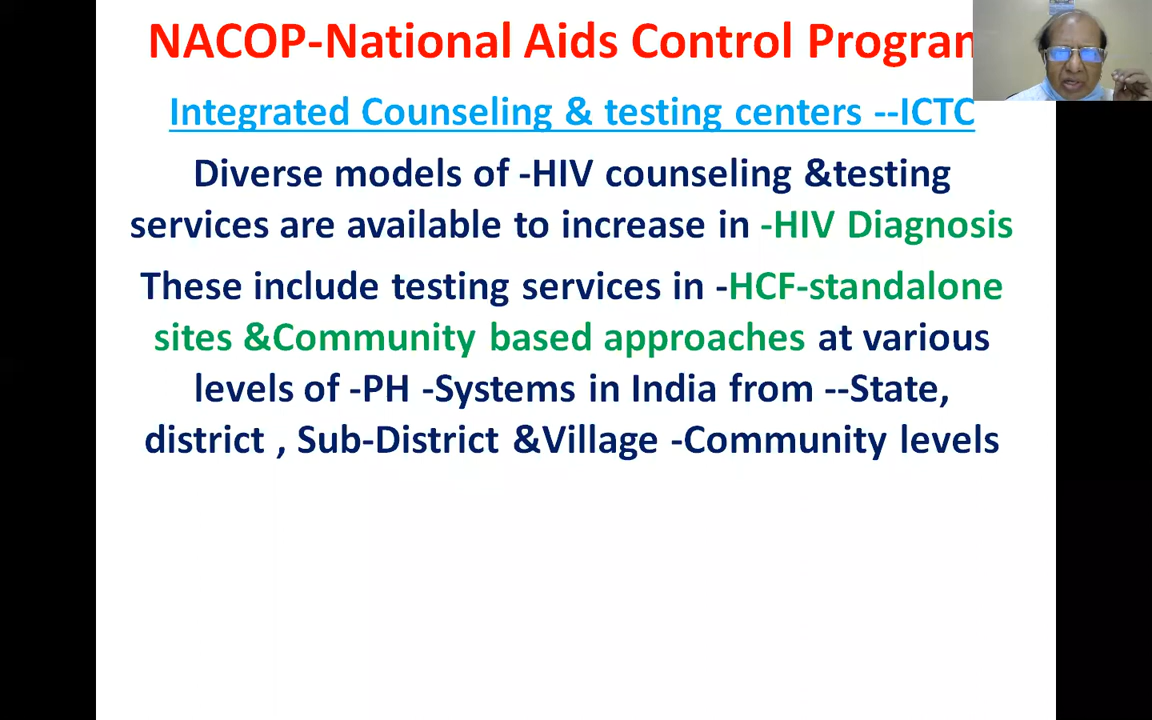 NACOP-National Aids Control Program
Integrated Counseling & testing centers --ICTC
Diverse models of -HIV counseling &testing
services are available to increase in -HIV Diagnosis
These include testing services in -HCF-standalone
sites &Community based approaches at various
levels of -PH -Systems in India from --State,
district , Sub-District &Village -Community levels